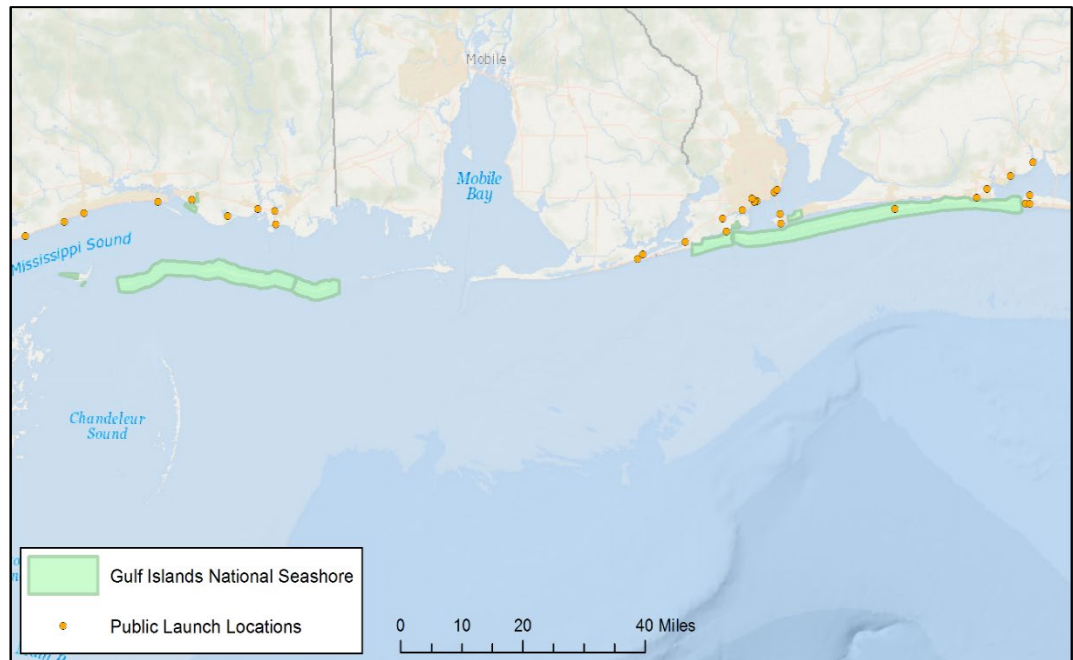 Mobile
Mobile
Bay
Mississippi Sound
Chandeleur
Sound
Gulf Islands National Seashore
Public Launch Locations
0 10 20 40 Miles